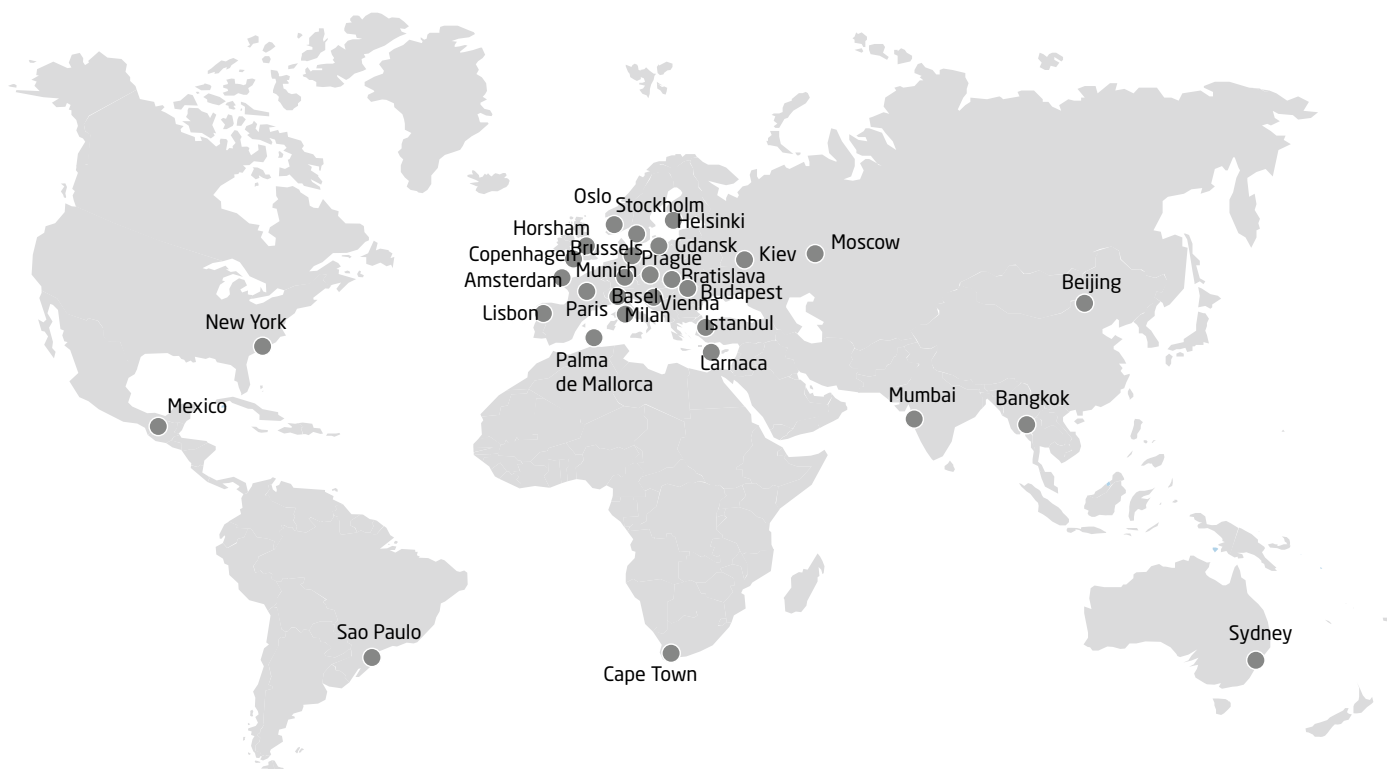 Oslo
Stockholm
Helsinki
Horsham
Copenhagen
Brussels
Gdansk
Kiev
Moscow
Prague
Amsterdam
Munich
Bratislava
Budapest
Beijing
Lisbon
Paris
Basel
Vienna
Milan
Istanbul
New York
Palma
de Mallorca
Larnaca
Mexico
Mumbai
Bangkok
Sao Paulo
Cape Town
Sydney